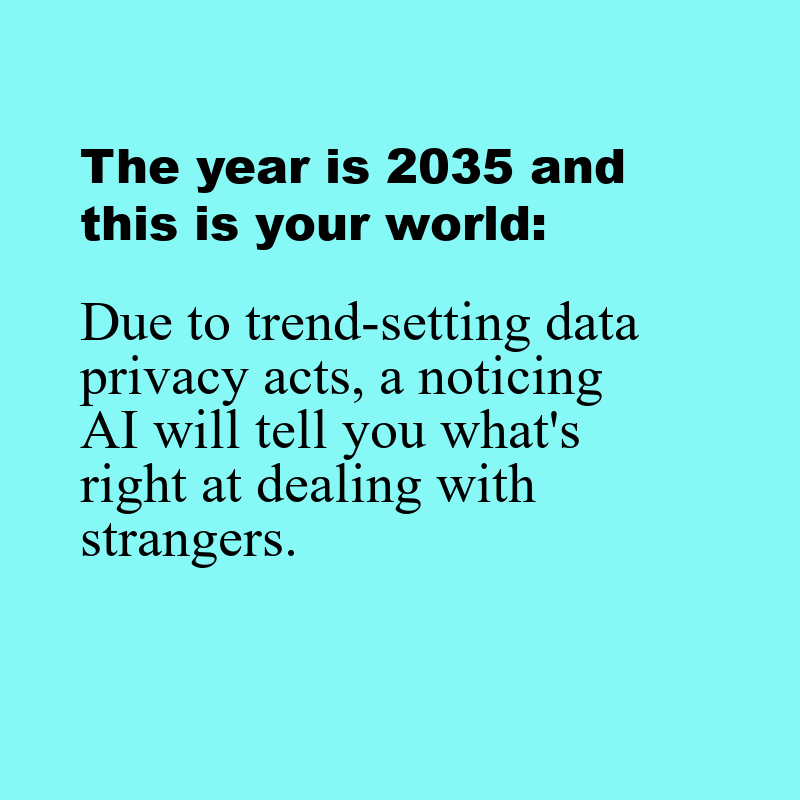 The year is 2035 and
this is your world:
Due to trend-setting data
privacy acts, a noticing
AI will tell you what's
right at dealing with
strangers.